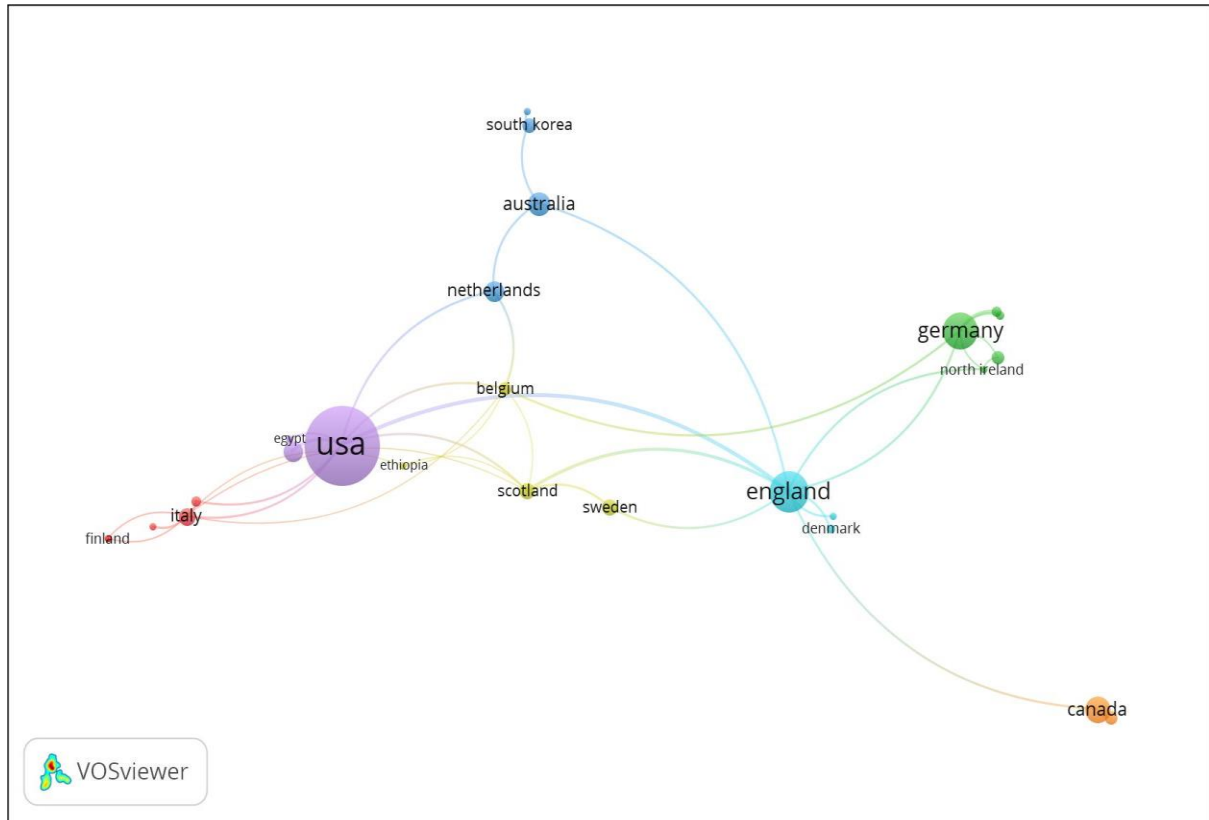 south korea
australia
netherlands
germany
north ireland
belgium
egypt
usa
ethiopia
scotland
england
sweden
italy
denmark
finland
canada
VOSviewer